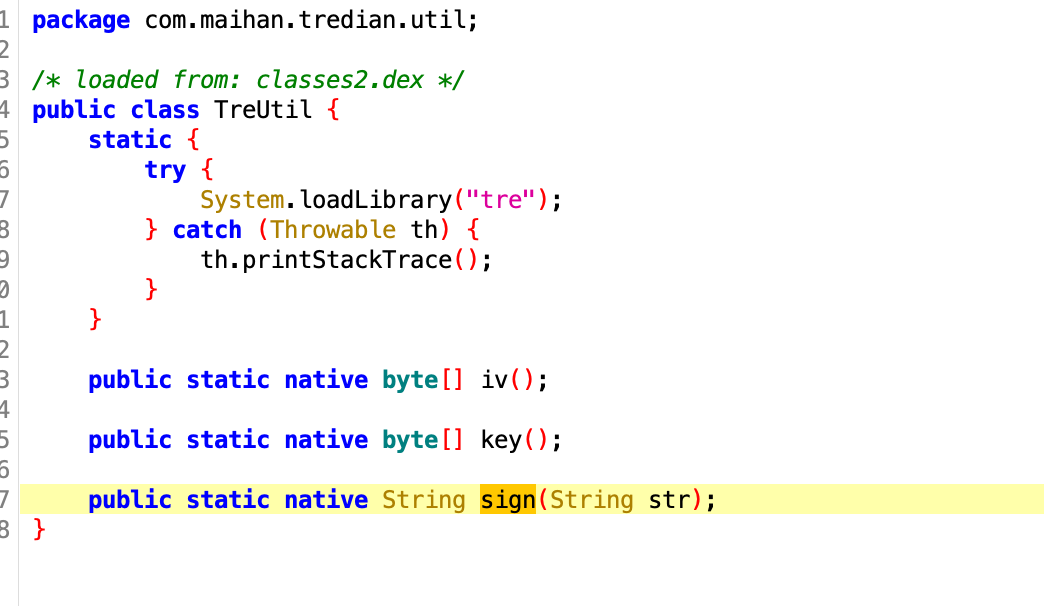 1 package com.maihan.tredian.util;
2
3 /* loaded from: classes2.dex */
4 public class TreUtil {
5     static {
6         try {
7             System.loadLibrary("tre");
8         } catch (Throwable th) {
9             th.printStackTrace();
0         }
1     }
2
3     public static native byte[] iv();
4
5     public static native byte[] key();
6
7     public static native String sign(String str);
8 }